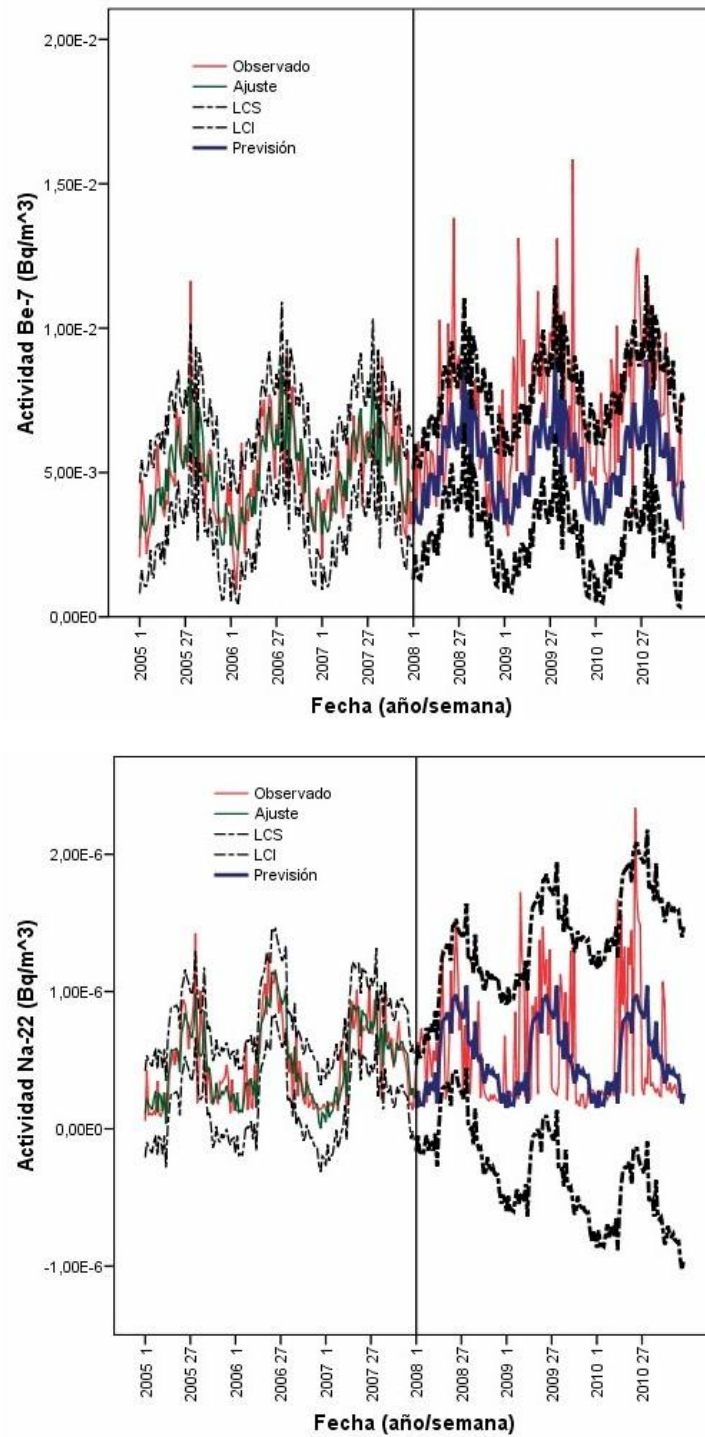 2,00E-2
Observado
Ajuste
LCS
LCI
Previsión
1,50E-2
1,00E-2
5,00E-3
0,00E0
Actividad Be-7 (Bq/m^3)
2005 1
2005 27
2006 1
2006 27
2007 1
2007 27
2008 1
2008 27
2009 1
2009 27
2010 1
2010 27
Fecha (año/semana)
Observado
Ajuste
LCS
LCI
Previsión
2,00E-6
1,00E-6
0,00E0
-1,00E-6
Actividad Na-22 (Bq/m^3)
2005 1
2005 27
2006 1
2006 27
2007 1
2007 27
2008 1
2008 27
2009 1
2009 27
2010 1
2010 27
Fecha (año/semana)